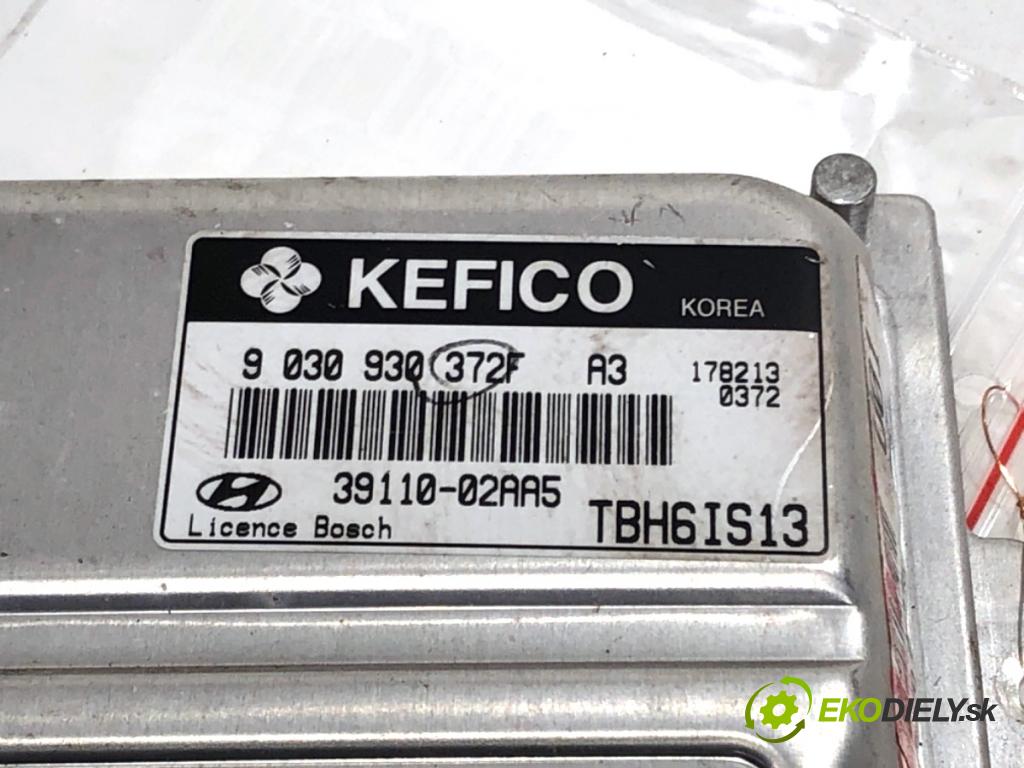 KEFICO KOREA
9 030 930 372F A3 178213
0372
39110-02AA5
Licence Bosch TBH6IS13
EKODIELY.sk